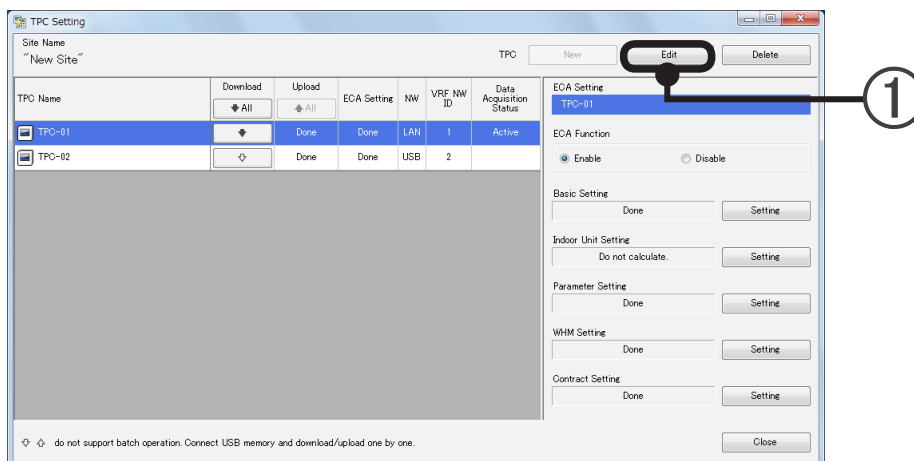 TPC Setting
Site Name
"New Site"
TPC New Edit Delete
TPC Name Download Upload ECA Setting NW VRF NW ID Data Acquisition Status
All All
TPC-01 Done Done LAN 1 Active
TPC-02 Done Done USB 2
ECA Setting
TPC-01
ECA Function
Enable Disable
Basic Setting
Done Setting
Indoor Unit Setting
Do not calculate. Setting
Parameter Setting
Done Setting
WHM Setting
Done Setting
Contract Setting
Done Setting
do not support batch operation. Connect USB memory and download/upload one by one.
Close
1